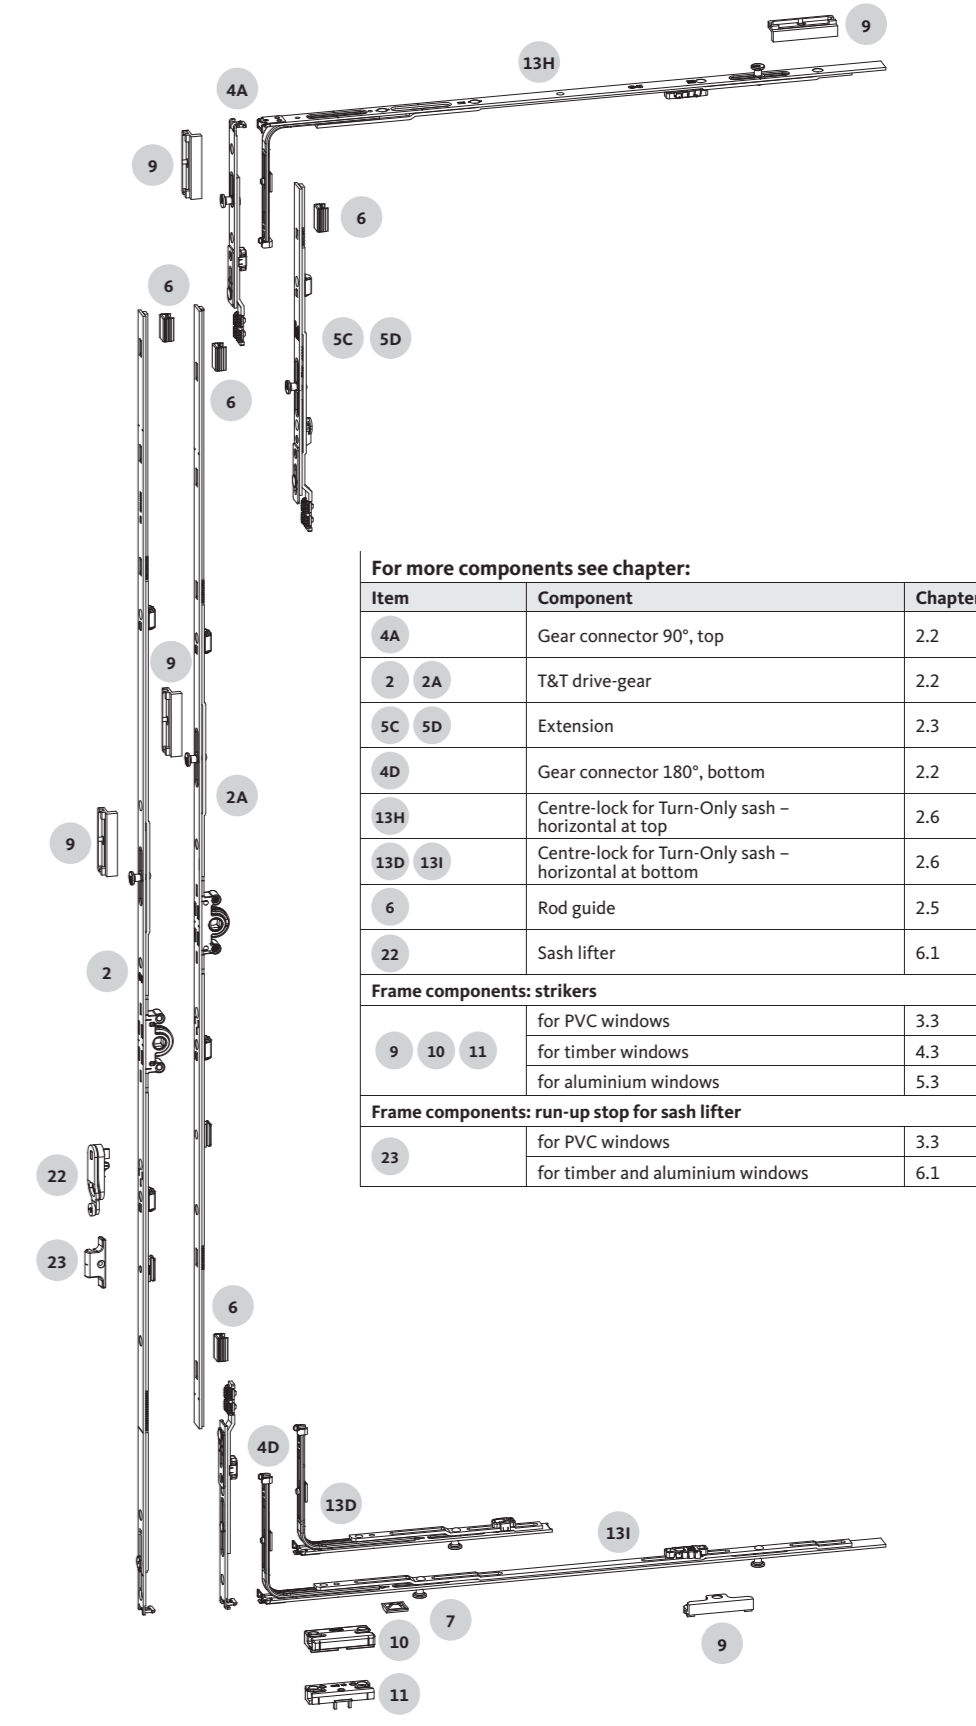 9
13H
4A
9
6
6
5C 5D
6
For more components see chapter:
Item Component Chapter
4A Gear connector 90°, top 2.2
2 2A T&T drive-gear 2.2
5C 5D Extension 2.3
4D Gear connector 180°, bottom 2.2
13H Centre-lock for Turn-Only sash –
horizontal at top 2.6
13D 13I Centre-lock for Turn-Only sash –
horizontal at bottom 2.6
6 Rod guide 2.5
22 Sash lifter 6.1
Frame components: strikers
9 10 11
for PVC windows 3.3
for timber windows 4.3
for aluminium windows 5.3
Frame components: run-up stop for sash lifter
23
for PVC windows 3.3
for timber and aluminium windows 6.1
9
2A
9
2
22
23
6
4D
13D
13I
7
10
9
11